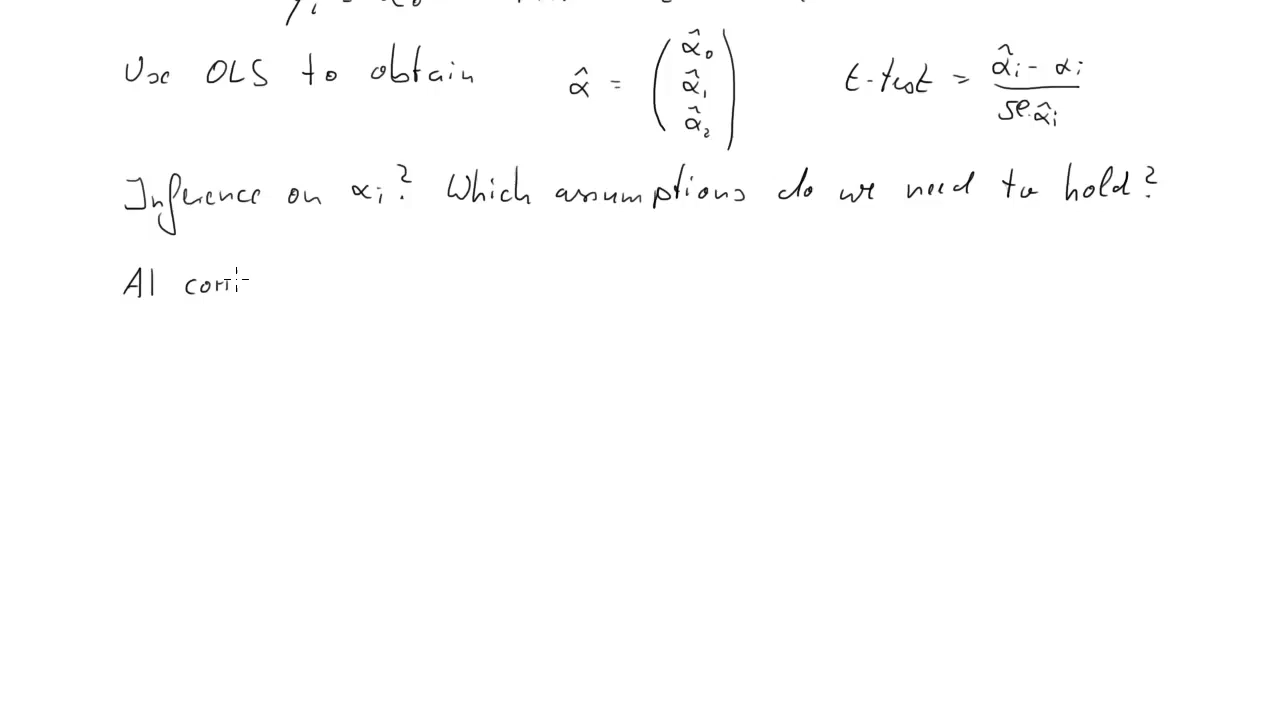 Use OLS to obtain α̂ = (α̂₀ α̂₁ α̂₂) t-test = (α̂ᵢ - αᵢ) / se α̂ᵢ
Inference on αᵢ? Which assumptions do we need to hold?
A1 corr